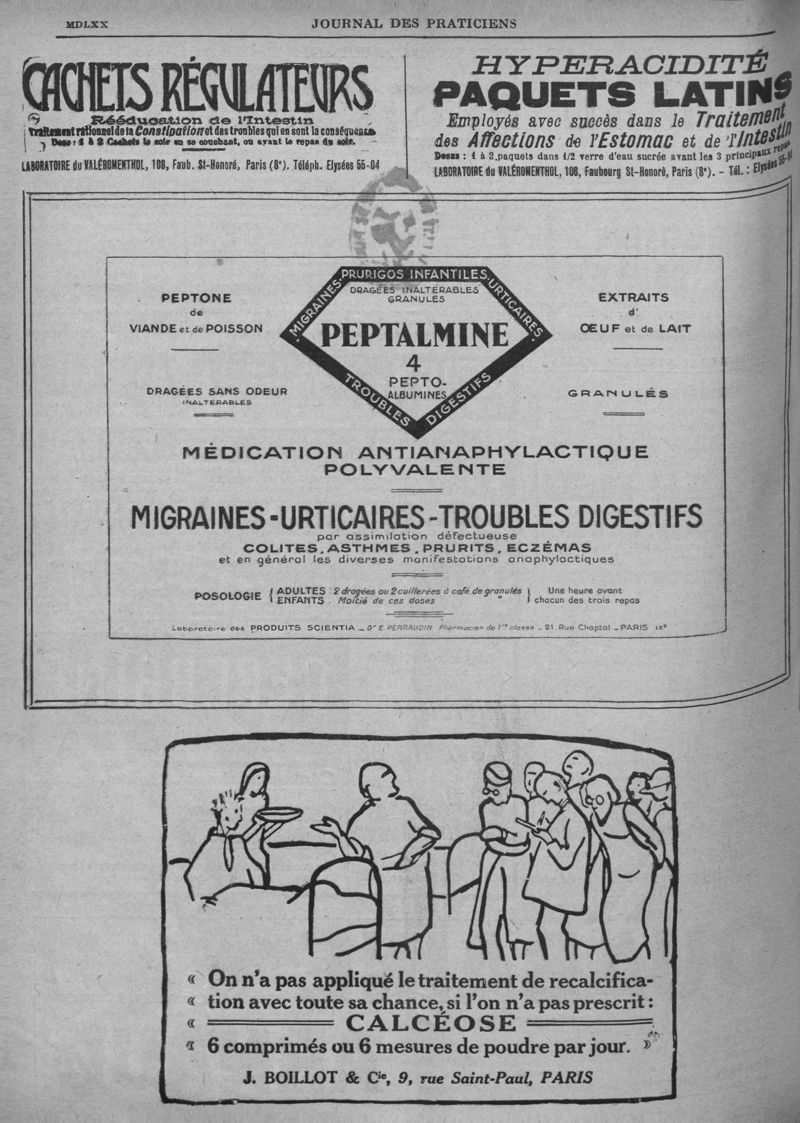 MDLXX
JOURNAL DES PRATICIENS
CACHETS RÉGULATEURS
Rééducation de l'Intestin
Traitement rationnel de la Constipation et des troubles qui en sont la conséquence
Dose : 1 à 2 Cachets le soir en se couchant, ou avant le repas du soir.
LABORATOIRE du VALÉROMENTHOL, 108, Faub. St-Honoré, Paris (8e). Téléph. Elysées 55-04
HYPERACIDITÉ
PAQUETS LATINS
Employés avec succès dans le Traitement
des Affections de l'Estomac et de l'Intestin
Doses : 1 à 2 paquets dans 1/2 verre d'eau sucrée avant les 3 principaux repas
LABORATOIRE du VALÉROMENTHOL, 108, Faubourg St-Honoré, Paris (8e). - Tél. : Elysées 55-04
PEPTONE
de
VIANDE et de POISSON
DRAGÉES SANS ODEUR
INALTÉRABLES
MIGRAINES. PRURIGOS INFANTILES. URTICAIRES.
DRAGÉES INALTÉRABLES
GRANULÉS
PEPTALMINE
4
PEPTO-
ALBUMINES
TROUBLES DIGESTIFS
EXTRAITS
d'
ŒUF et de LAIT
GRANULÉS
MÉDICATION ANTIANAPHYLACTIQUE
POLYVALENTE
MIGRAINES-URTICAIRES-TROUBLES DIGESTIFS
par assimilation défectueuse
COLITES, ASTHMES, PRURITS, ECZÉMAS
et en général les diverses manifestations anaphylactiques
POSOLOGIE { ADULTES : 2 dragées ou 2 cuillerées à café de granulés } Une heure avant
ENFANTS : Moitié de ces doses " chacun des trois repas
Laboratoire des PRODUITS SCIENTIA _ Dr E PERRAUDIN Pharmacien de 1re classe _ 21, Rue Chaptal _ PARIS IXe
« On n'a pas appliqué le traitement de recalcifica-
« tion avec toute sa chance, si l'on n'a pas prescrit :
« CALCÉOSE
« 6 comprimés ou 6 mesures de poudre par jour. »
J. BOILLOT & Cie, 9, rue Saint-Paul, PARIS